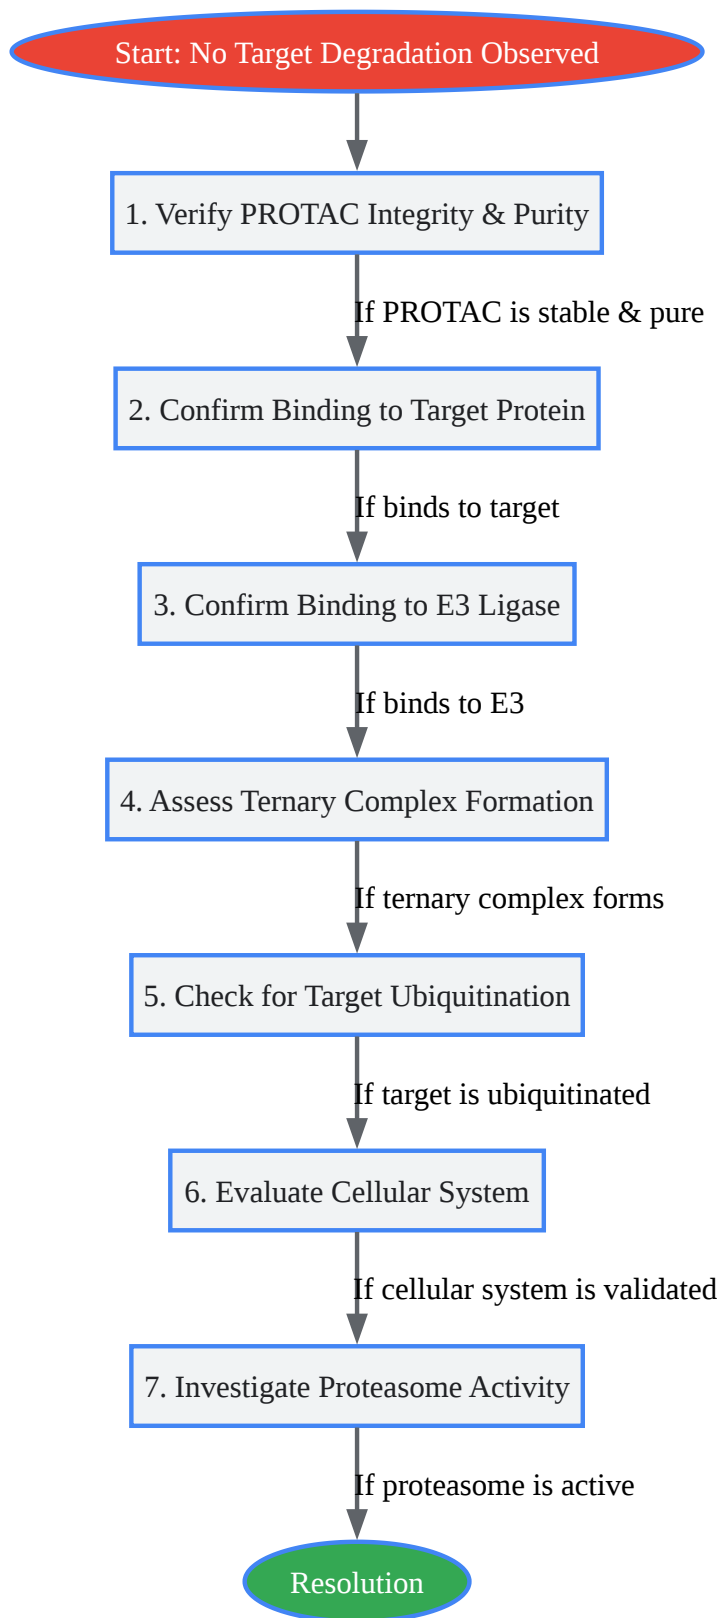 Start: No Target Degradation Observed
1. Verify PROTAC Integrity & Purity
If PROTAC is stable & pure
2. Confirm Binding to Target Protein
If binds to target
3. Confirm Binding to E3 Ligase
If binds to E3
4. Assess Ternary Complex Formation
If ternary complex forms
5. Check for Target Ubiquitination
If target is ubiquitinated
6. Evaluate Cellular System
If cellular system is validated
7. Investigate Proteasome Activity
If proteasome is active
Resolution